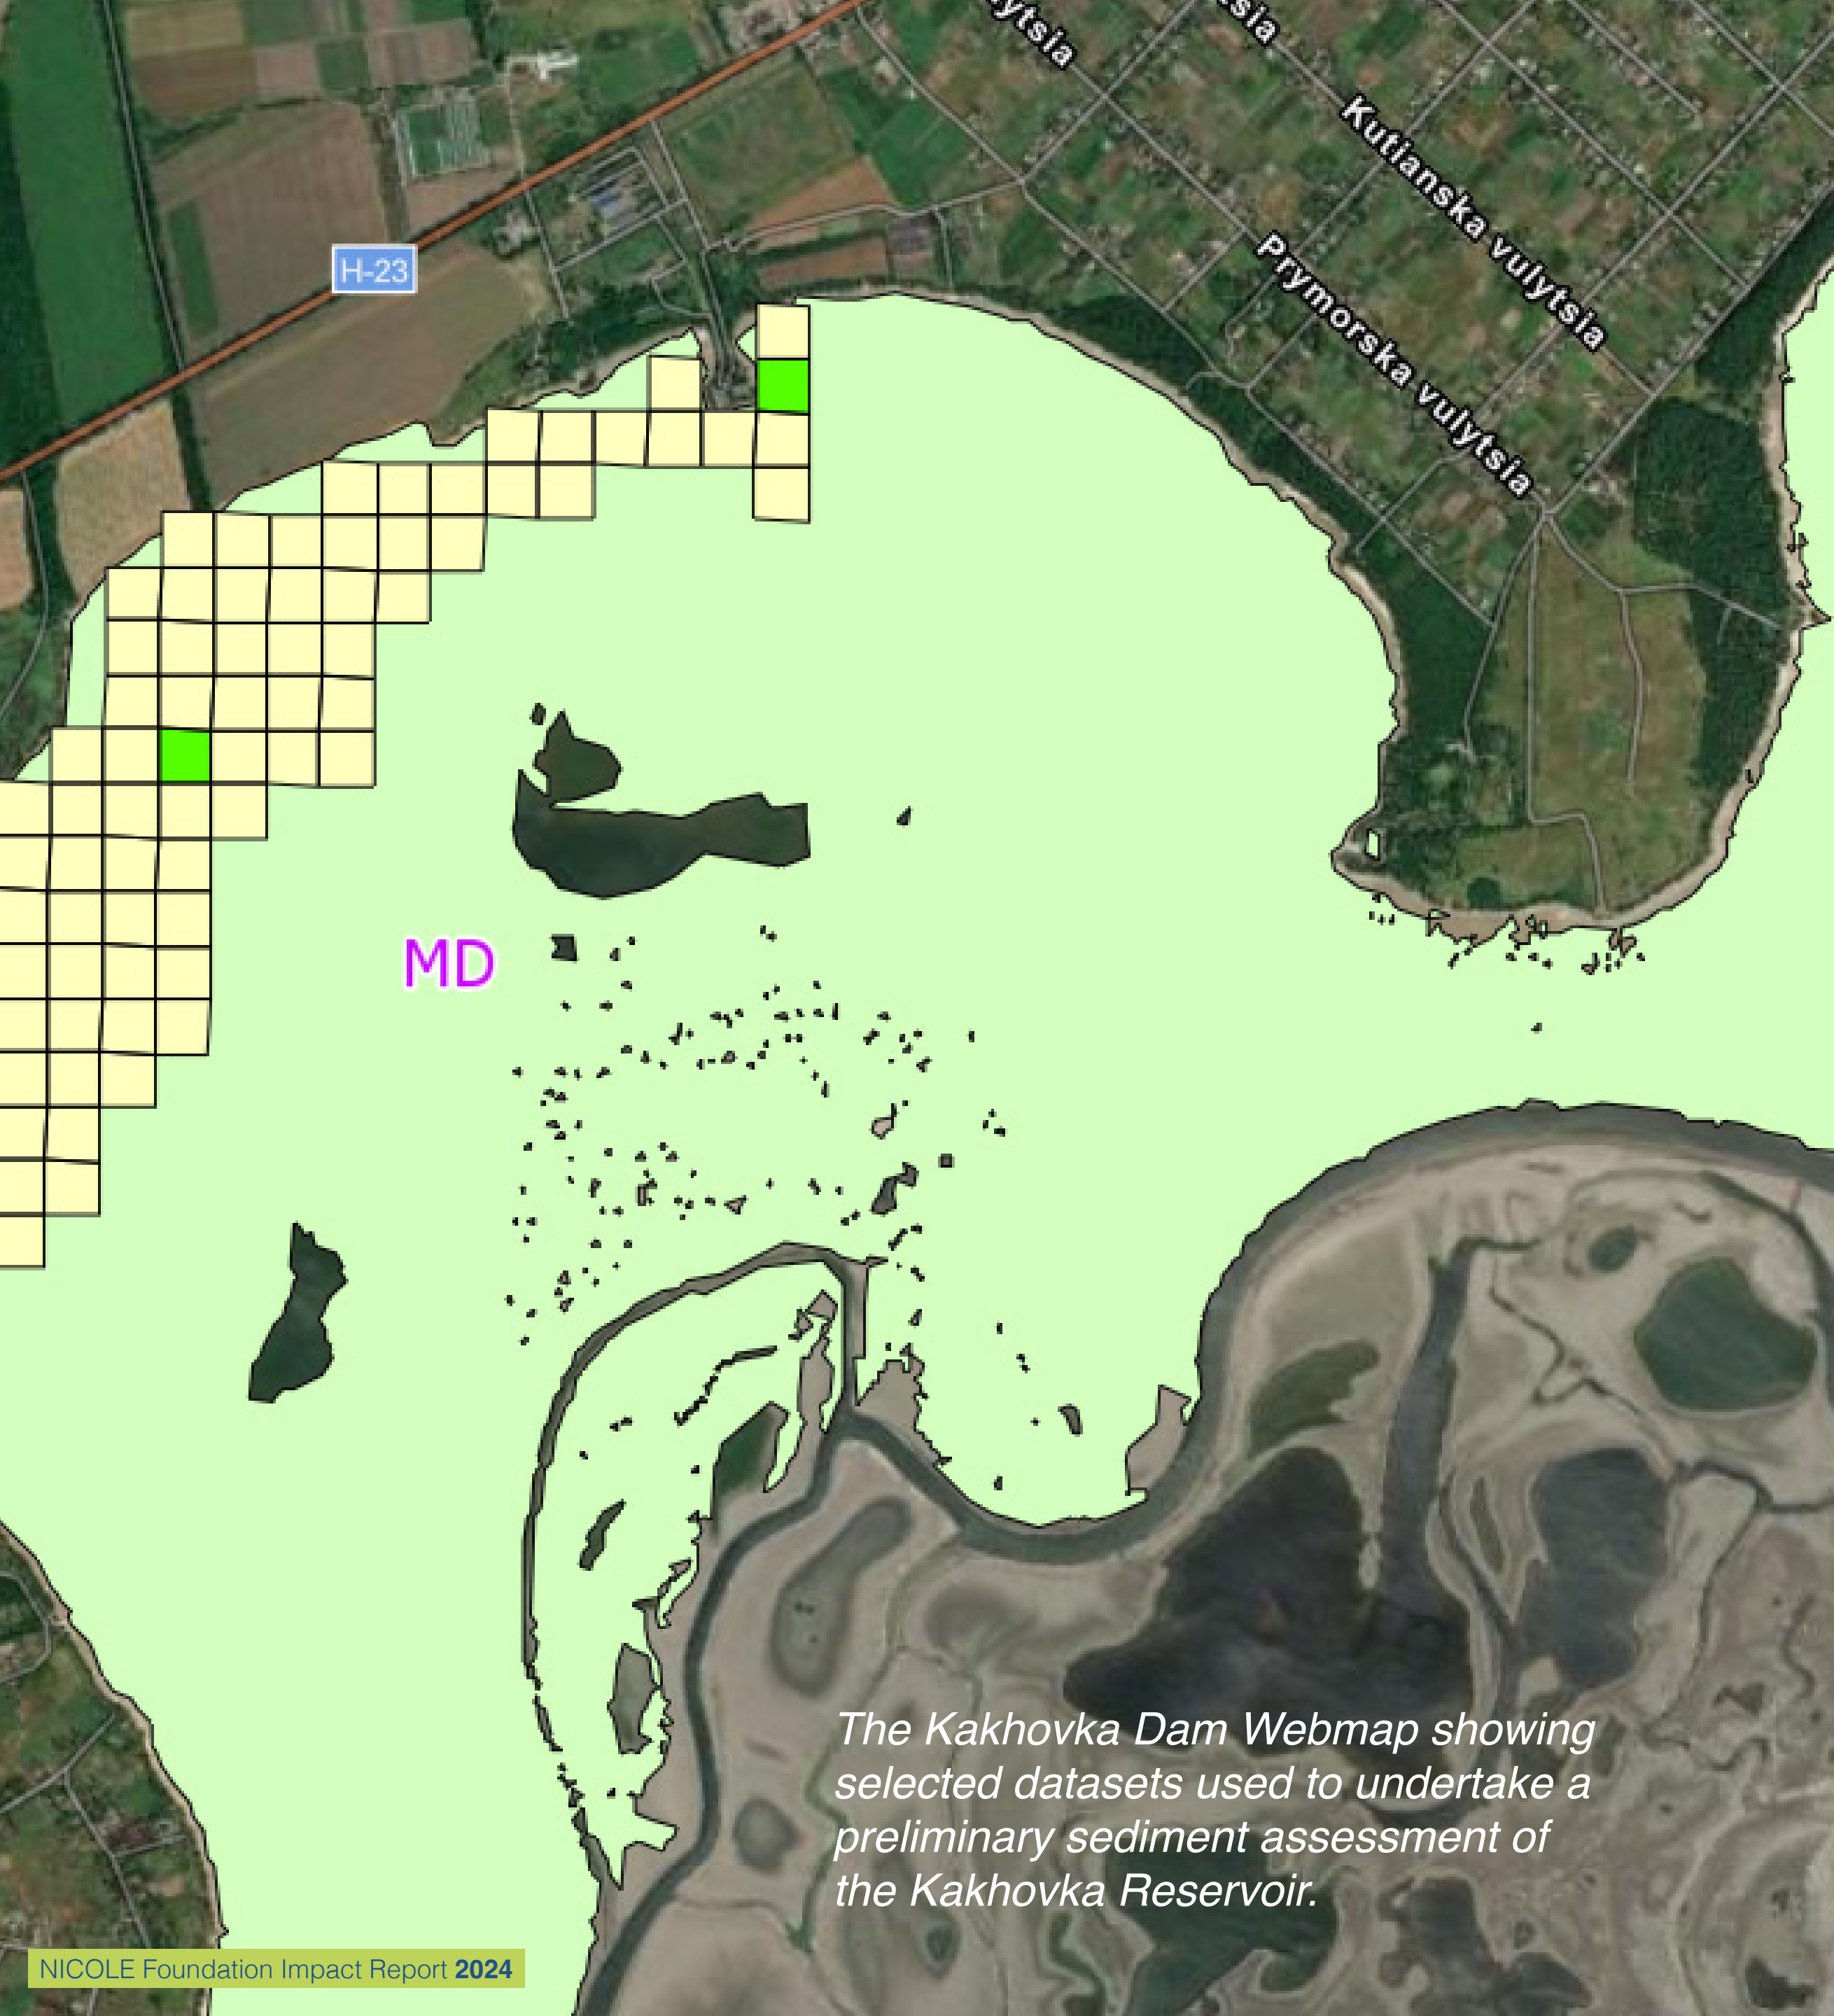 Kutianska vulytsia
H-23
Prymorska vulytsia
MD
The Kakhovka Dam Webmap showing
selected datasets used to undertake a
preliminary sediment assessment of
the Kakhovka Reservoir.
NICOLE Foundation Impact Report 2024